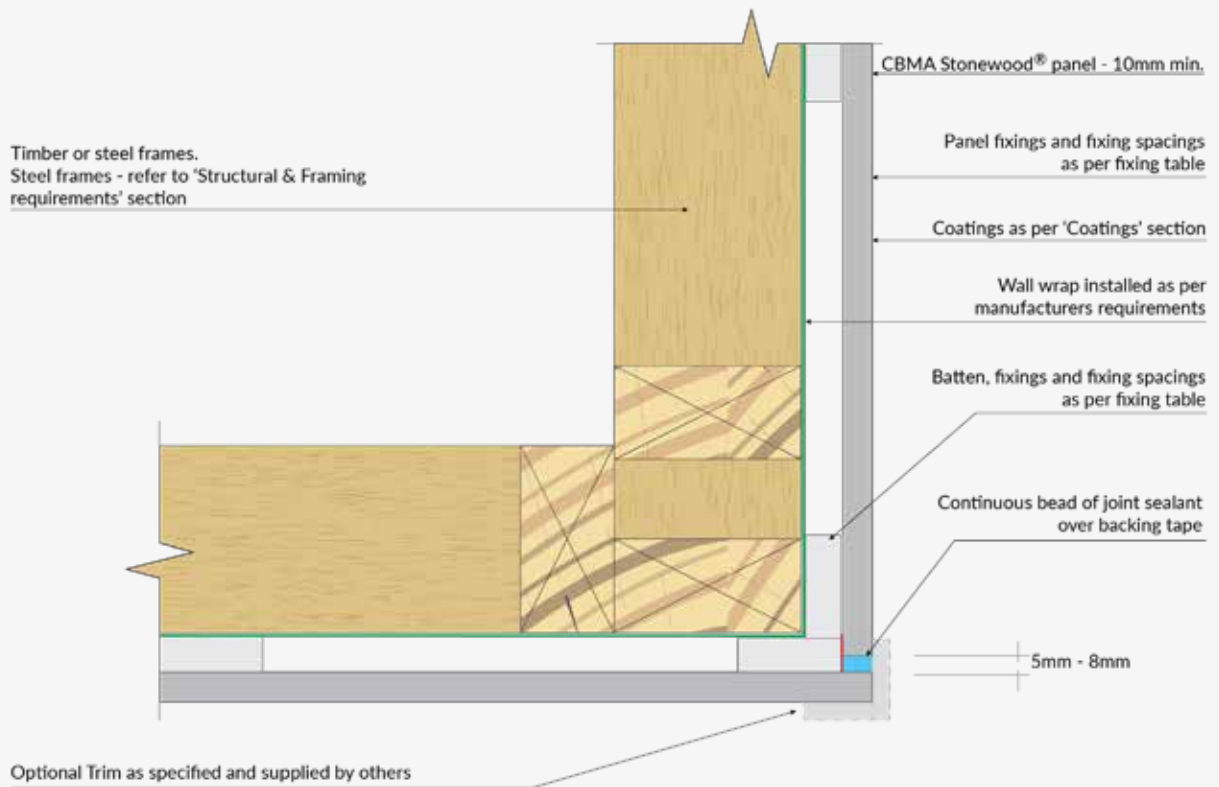 CBMA Stonewood® panel - 10mm min.
Timber or steel frames.
Steel frames - refer to ‘Structural & Framing
requirements’ section
Panel fixings and fixing spacings
as per fixing table
Coatings as per ‘Coatings’ section
Wall wrap installed as per
manufacturers requirements
Batten, fixings and fixing spacings
as per fixing table
Continuous bead of joint sealant
over backing tape
5mm - 8mm
Optional Trim as specified and supplied by others